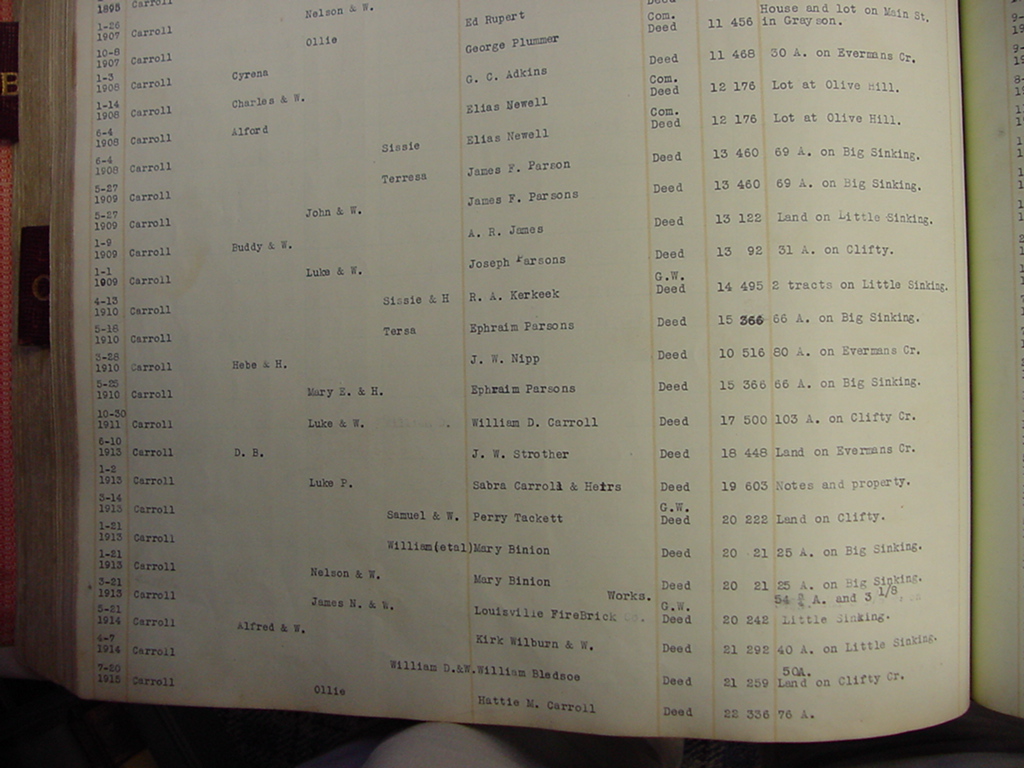 1895 Carroll Nelson & W.
1-26
1907 Carroll Ollie Ed Rupert Deed
10-8 Com. House and lot on Main St.
1907 Carroll Cyrena George Plummer Deed 11 456 in Grayson.
1-3
1908 Carroll Charles & W. G. C. Adkins Deed 11 468 30 A. on Evermans Cr.
1-14 Com.
1908 Carroll Alford Elias Newell Deed 12 176 Lot at Olive Hill.
6-4 Com.
1908 Carroll Sissie Elias Newell Deed 12 176 Lot at Olive Hill.
6-4
1908 Carroll Terresa James F. Parson Deed 13 460 69 A. on Big Sinking.
5-27
1909 Carroll John & W. James F. Parsons Deed 13 460 69 A. on Big Sinking.
5-27
1909 Carroll Buddy & W. A. R. James Deed 13 122 Land on Little Sinking.
1-9
1909 Carroll Luke & W. Joseph Parsons Deed 13 92 31 A. on Clifty.
1-1 G.W.
1909 Carroll Sissie & H R. A. Kerkeek Deed 14 495 2 tracts on Little Sinking.
4-13
1910 Carroll Tersa Ephraim Parsons Deed 15 366 66 A. on Big Sinking.
5-16
1910 Carroll Hebe & H. J. W. Nipp Deed 10 516 80 A. on Evermans Cr.
3-28
1910 Carroll Mary E. & H. Ephraim Parsons Deed 15 366 66 A. on Big Sinking.
5-25
1910 Carroll Luke & W. William D. Carroll Deed 17 500 103 A. on Clifty Cr.
10-30
1911 Carroll D. B. J. W. Strother Deed 18 448 Land on Evermans Cr.
6-10
1913 Carroll Luke P. Sabra Carroll & Heirs Deed 19 603 Notes and property.
1-2 G.W.
1913 Carroll Samuel & W. Perry Tackett Deed 20 222 Land on Clifty.
3-14
1913 Carroll William(etal) Mary Binion Deed 20 21 25 A. on Big Sinking.
1-21
1913 Carroll Nelson & W. Mary Binion Deed 20 21 25 A. on Big Sinking.
1-21 Works. G.W. 54 A. and 3 1/8
1913 Carroll James N. & W. Louisville FireBrick Co. Deed 20 242 Little Sinking.
3-21
1913 Carroll Alfred & W. Kirk Wilburn & W. Deed 21 292 40 A. on Little Sinking.
5-21 50A.
1914 Carroll William D.&W. William Bledsoe Deed 21 259 Land on Clifty Cr.
4-7
1914 Carroll Ollie Hattie M. Carroll Deed 22 336 76 A.
7-20
1915 Carroll
B
C